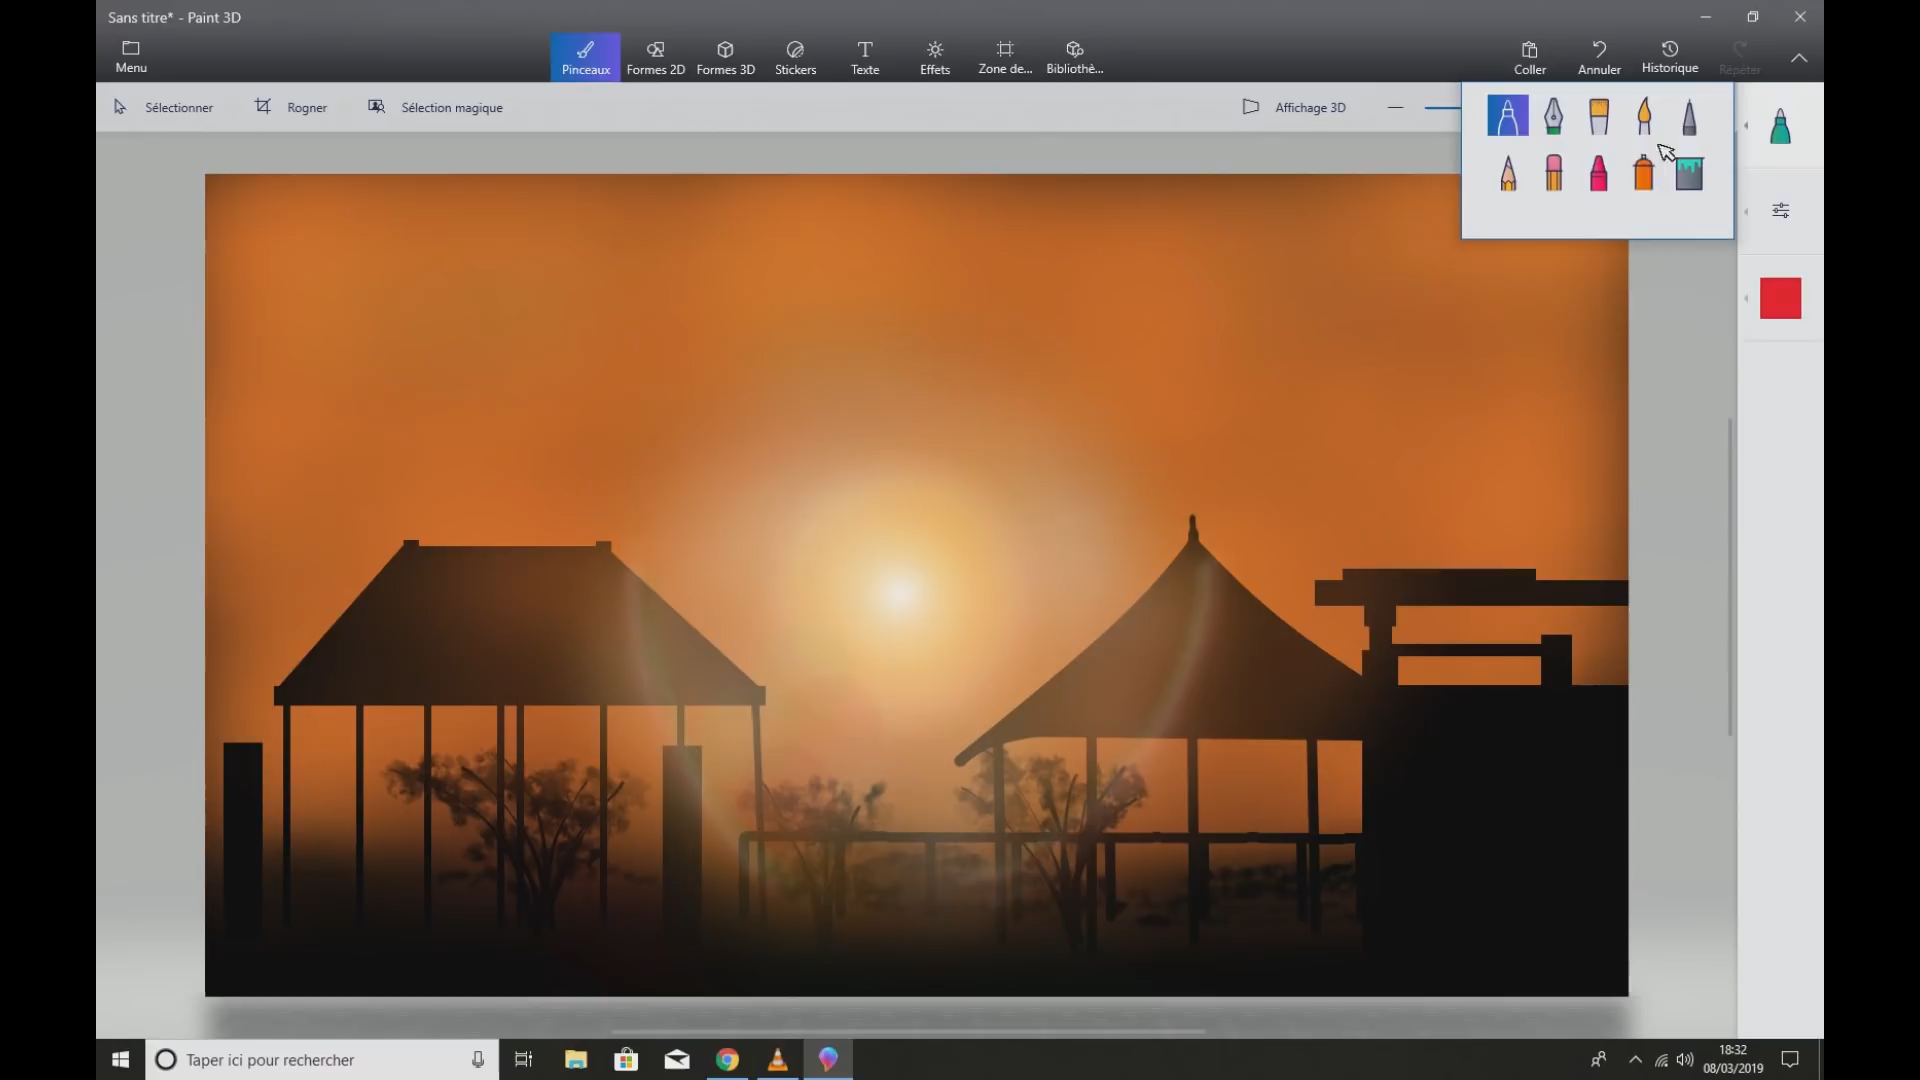 Sans titre* - Paint 3D
Menu
Pinceaux
Formes 2D
Formes 3D
Stickers
Texte
Effets
Zone de...
Bibliothè...
Coller
Annuler
Historique
Répéter
Sélectionner
Rogner
Sélection magique
Affichage 3D
Taper ici pour rechercher
18:32
08/03/2019